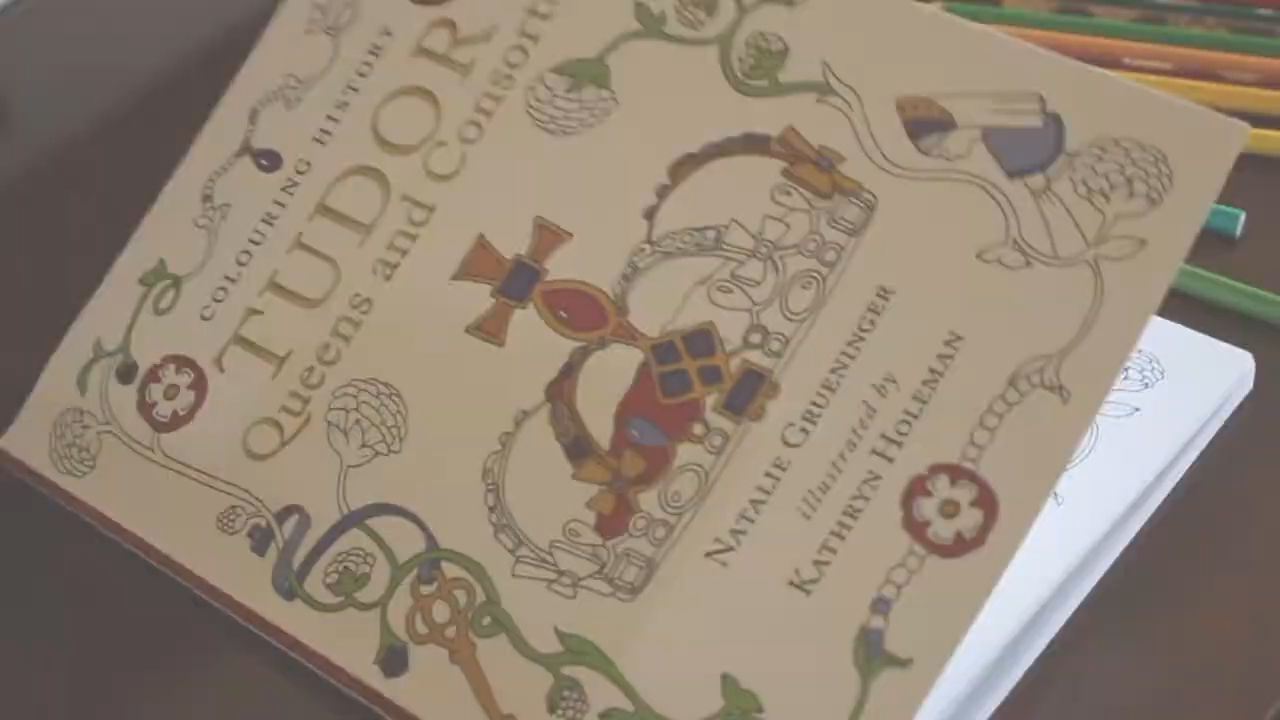 COLOURING HISTORY
TUDOR
Queens and Consorts
NATALIE GRUENINGER
illustrated by
KATHRYN HOLEMAN